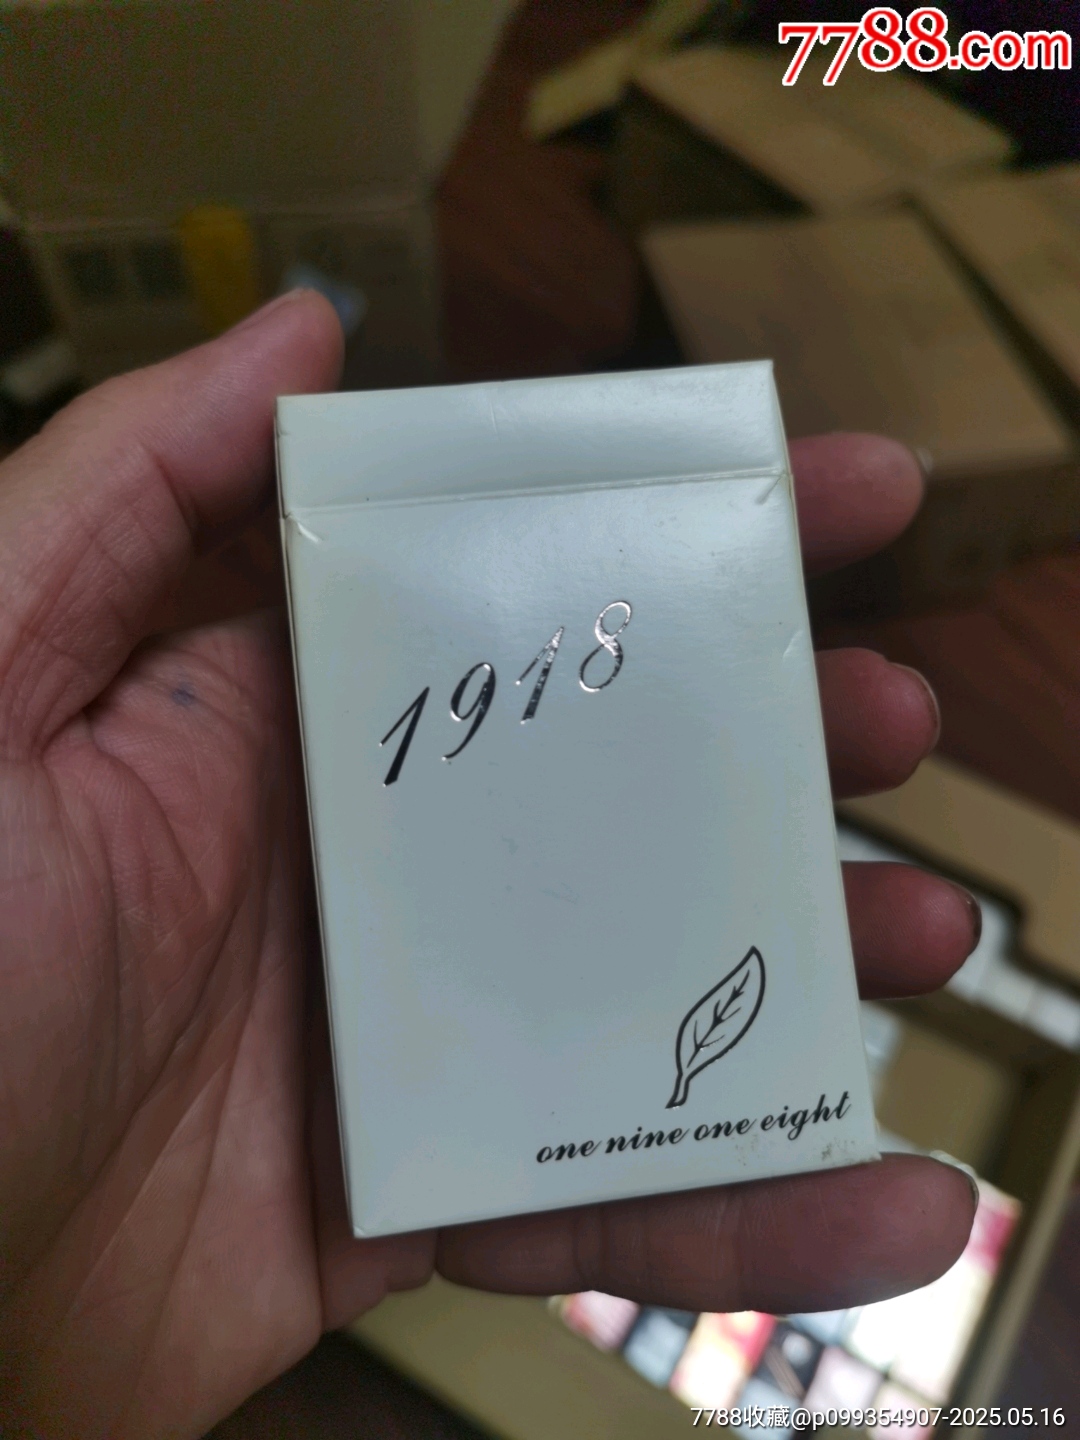 7788.com
1918
one nine one eight
7788收藏@p099354907-2025.05.16